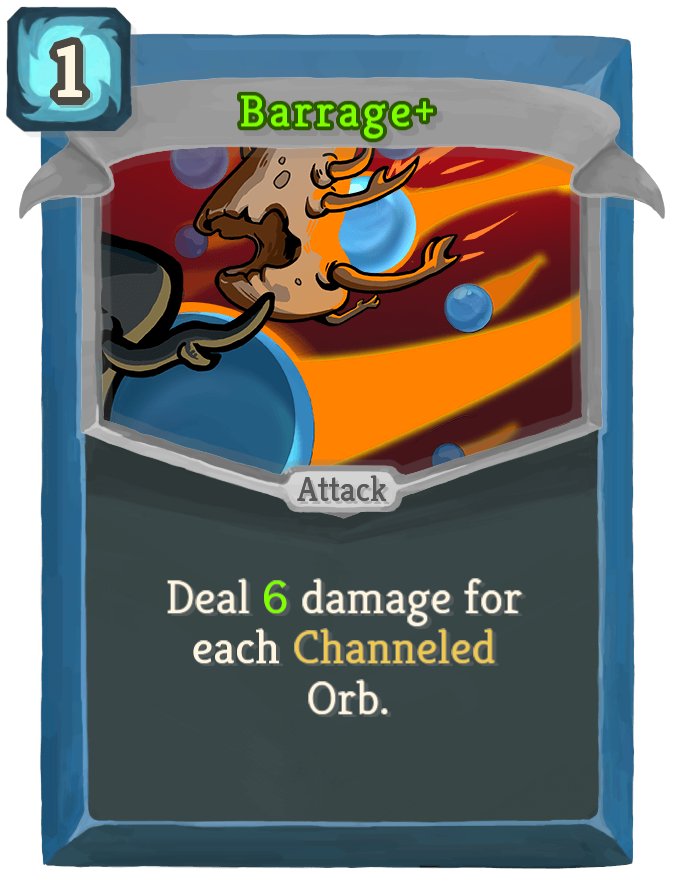 1
Barrage+
Attack
Deal 6 damage for
each Channeled
Orb.